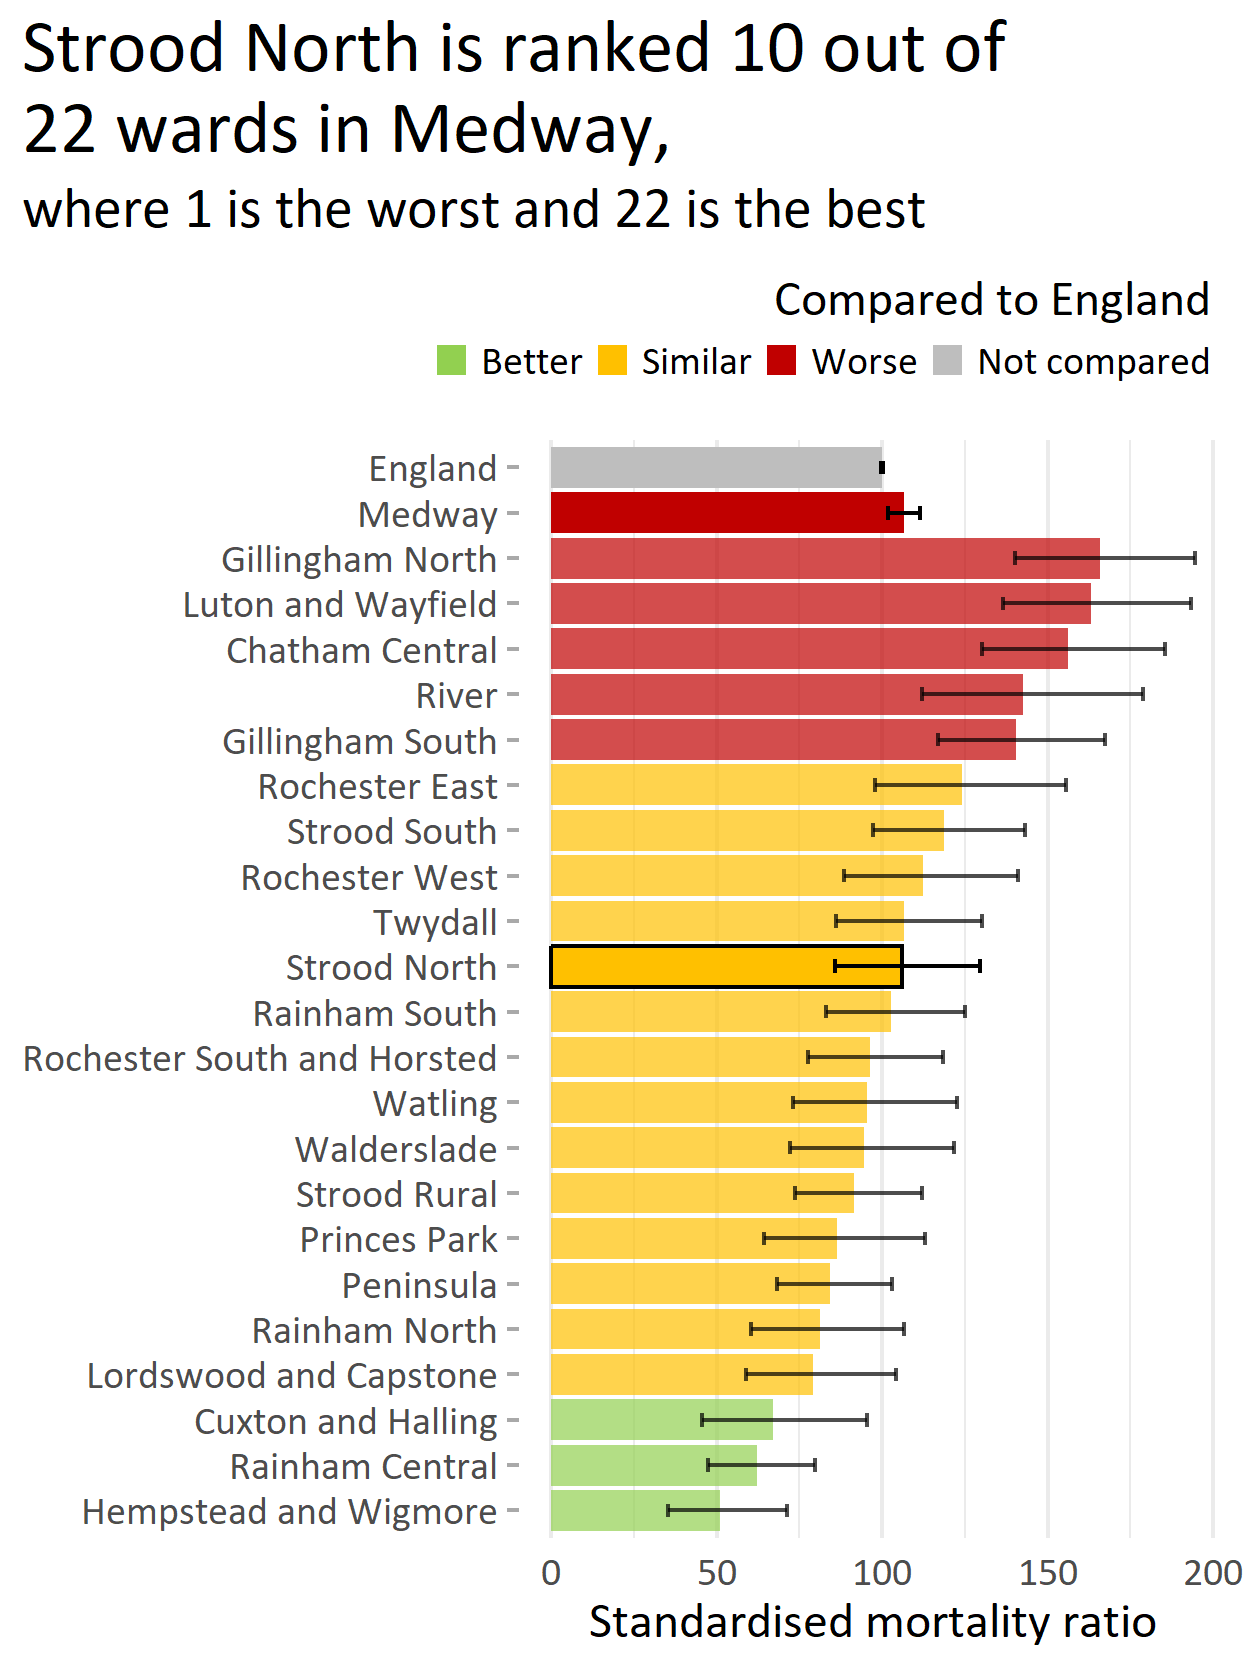 Strood North is ranked 10 out of
22 wards in Medway,
where 1 is the worst and 22 is the best
Compared to England
Better Similar Worse Not compared
England
Medway
Gillingham North
Luton and Wayfield
Chatham Central
River
Gillingham South
Rochester East
Strood South
Rochester West
Twydall
Strood North
Rainham South
Rochester South and Horsted
Watling
Walderslade
Strood Rural
Princes Park
Peninsula
Rainham North
Lordswood and Capstone
Cuxton and Halling
Rainham Central
Hempstead and Wigmore
0 50 100 150 200
Standardised mortality ratio